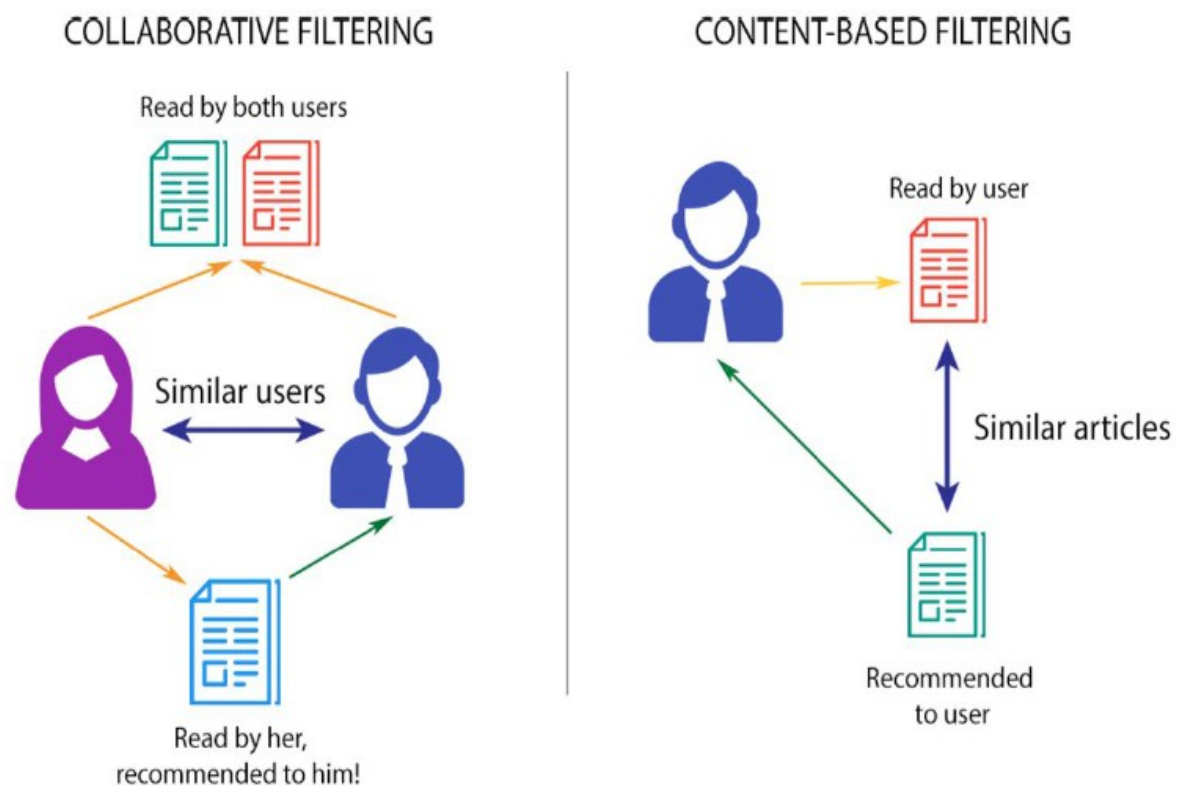 COLLABORATIVE FILTERING
Read by both users
Similar users
Read by her,
recommended to him!
CONTENT-BASED FILTERING
Read by user
Similar articles
Recommended
to user